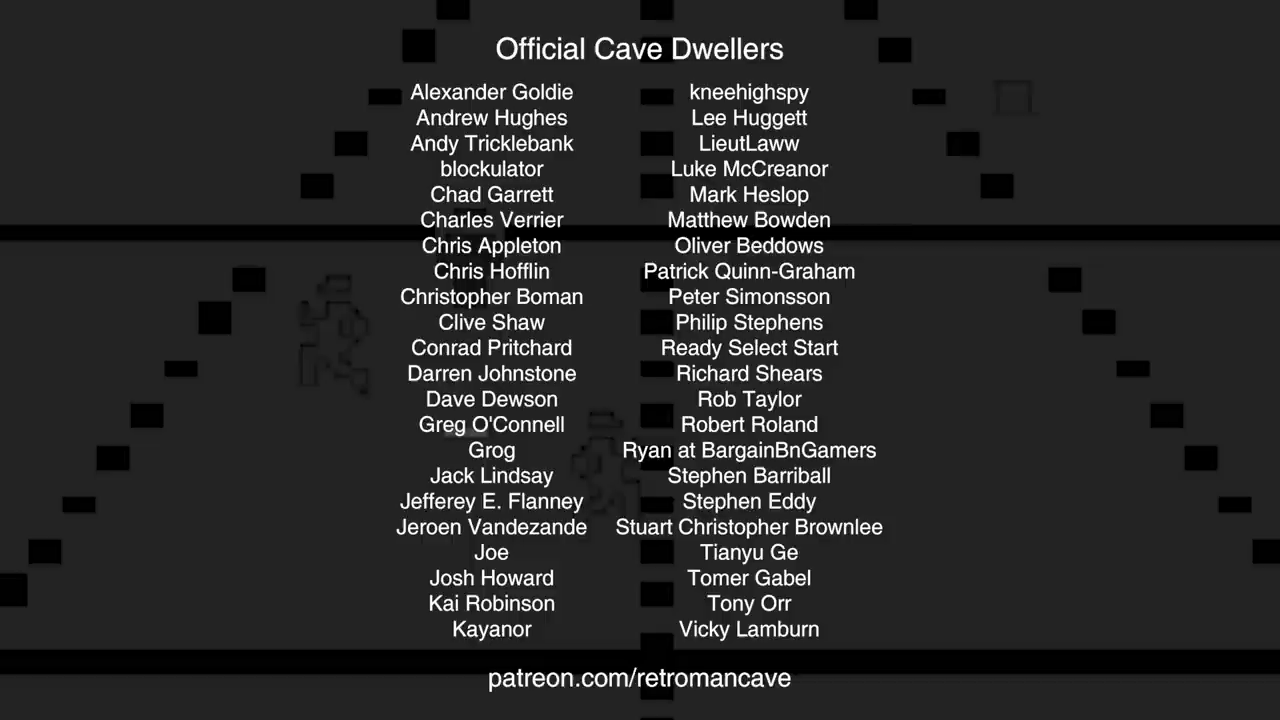 Official Cave Dwellers
Alexander Goldie
Andrew Hughes
Andy Tricklebank
blockulator
Chad Garrett
Charles Verrier
Chris Appleton
Chris Hofflin
Christopher Boman
Clive Shaw
Conrad Pritchard
Darren Johnstone
Dave Dewson
Greg O'Connell
Grog
Jack Lindsay
Jefferey E. Flanney
Jeroen Vandezande
Joe
Josh Howard
Kai Robinson
Kayanor
kneehighspy
Lee Huggett
LieutLaww
Luke McCreanor
Mark Heslop
Matthew Bowden
Oliver Beddows
Patrick Quinn-Graham
Peter Simonsson
Philip Stephens
Ready Select Start
Richard Shears
Rob Taylor
Robert Roland
Ryan at BargainBnGamers
Stephen Barriball
Stephen Eddy
Stuart Christopher Brownlee
Tianyu Ge
Tomer Gabel
Tony Orr
Vicky Lamburn
patreon.com/retromancave